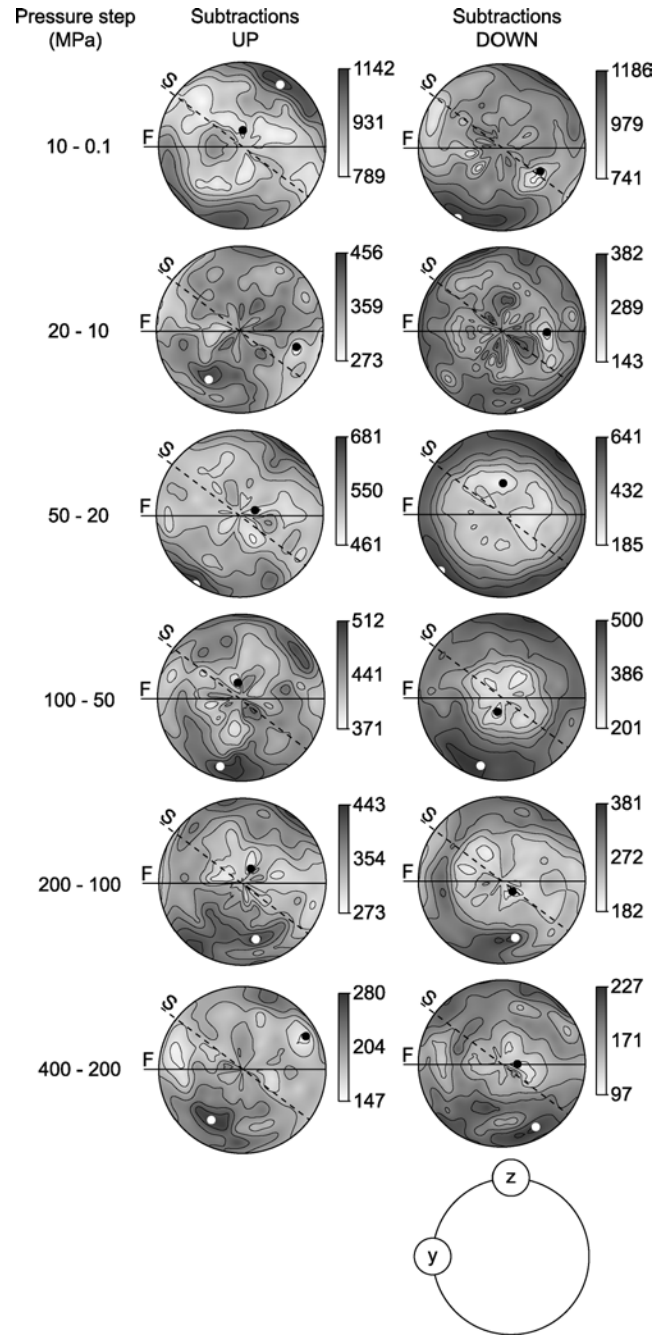 Pressure step Subtractions Subtractions
(MPa) UP DOWN
10 - 0.1 F S 1142 931 789 F S 1186 979 741
20 - 10 F S 456 359 273 F S 382 289 143
50 - 20 F S 681 550 461 F S 641 432 185
100 - 50 F S 512 441 371 F S 500 386 201
200 - 100 F S 443 354 273 F S 381 272 182
400 - 200 F S 280 204 147 F S 227 171 97
z
y